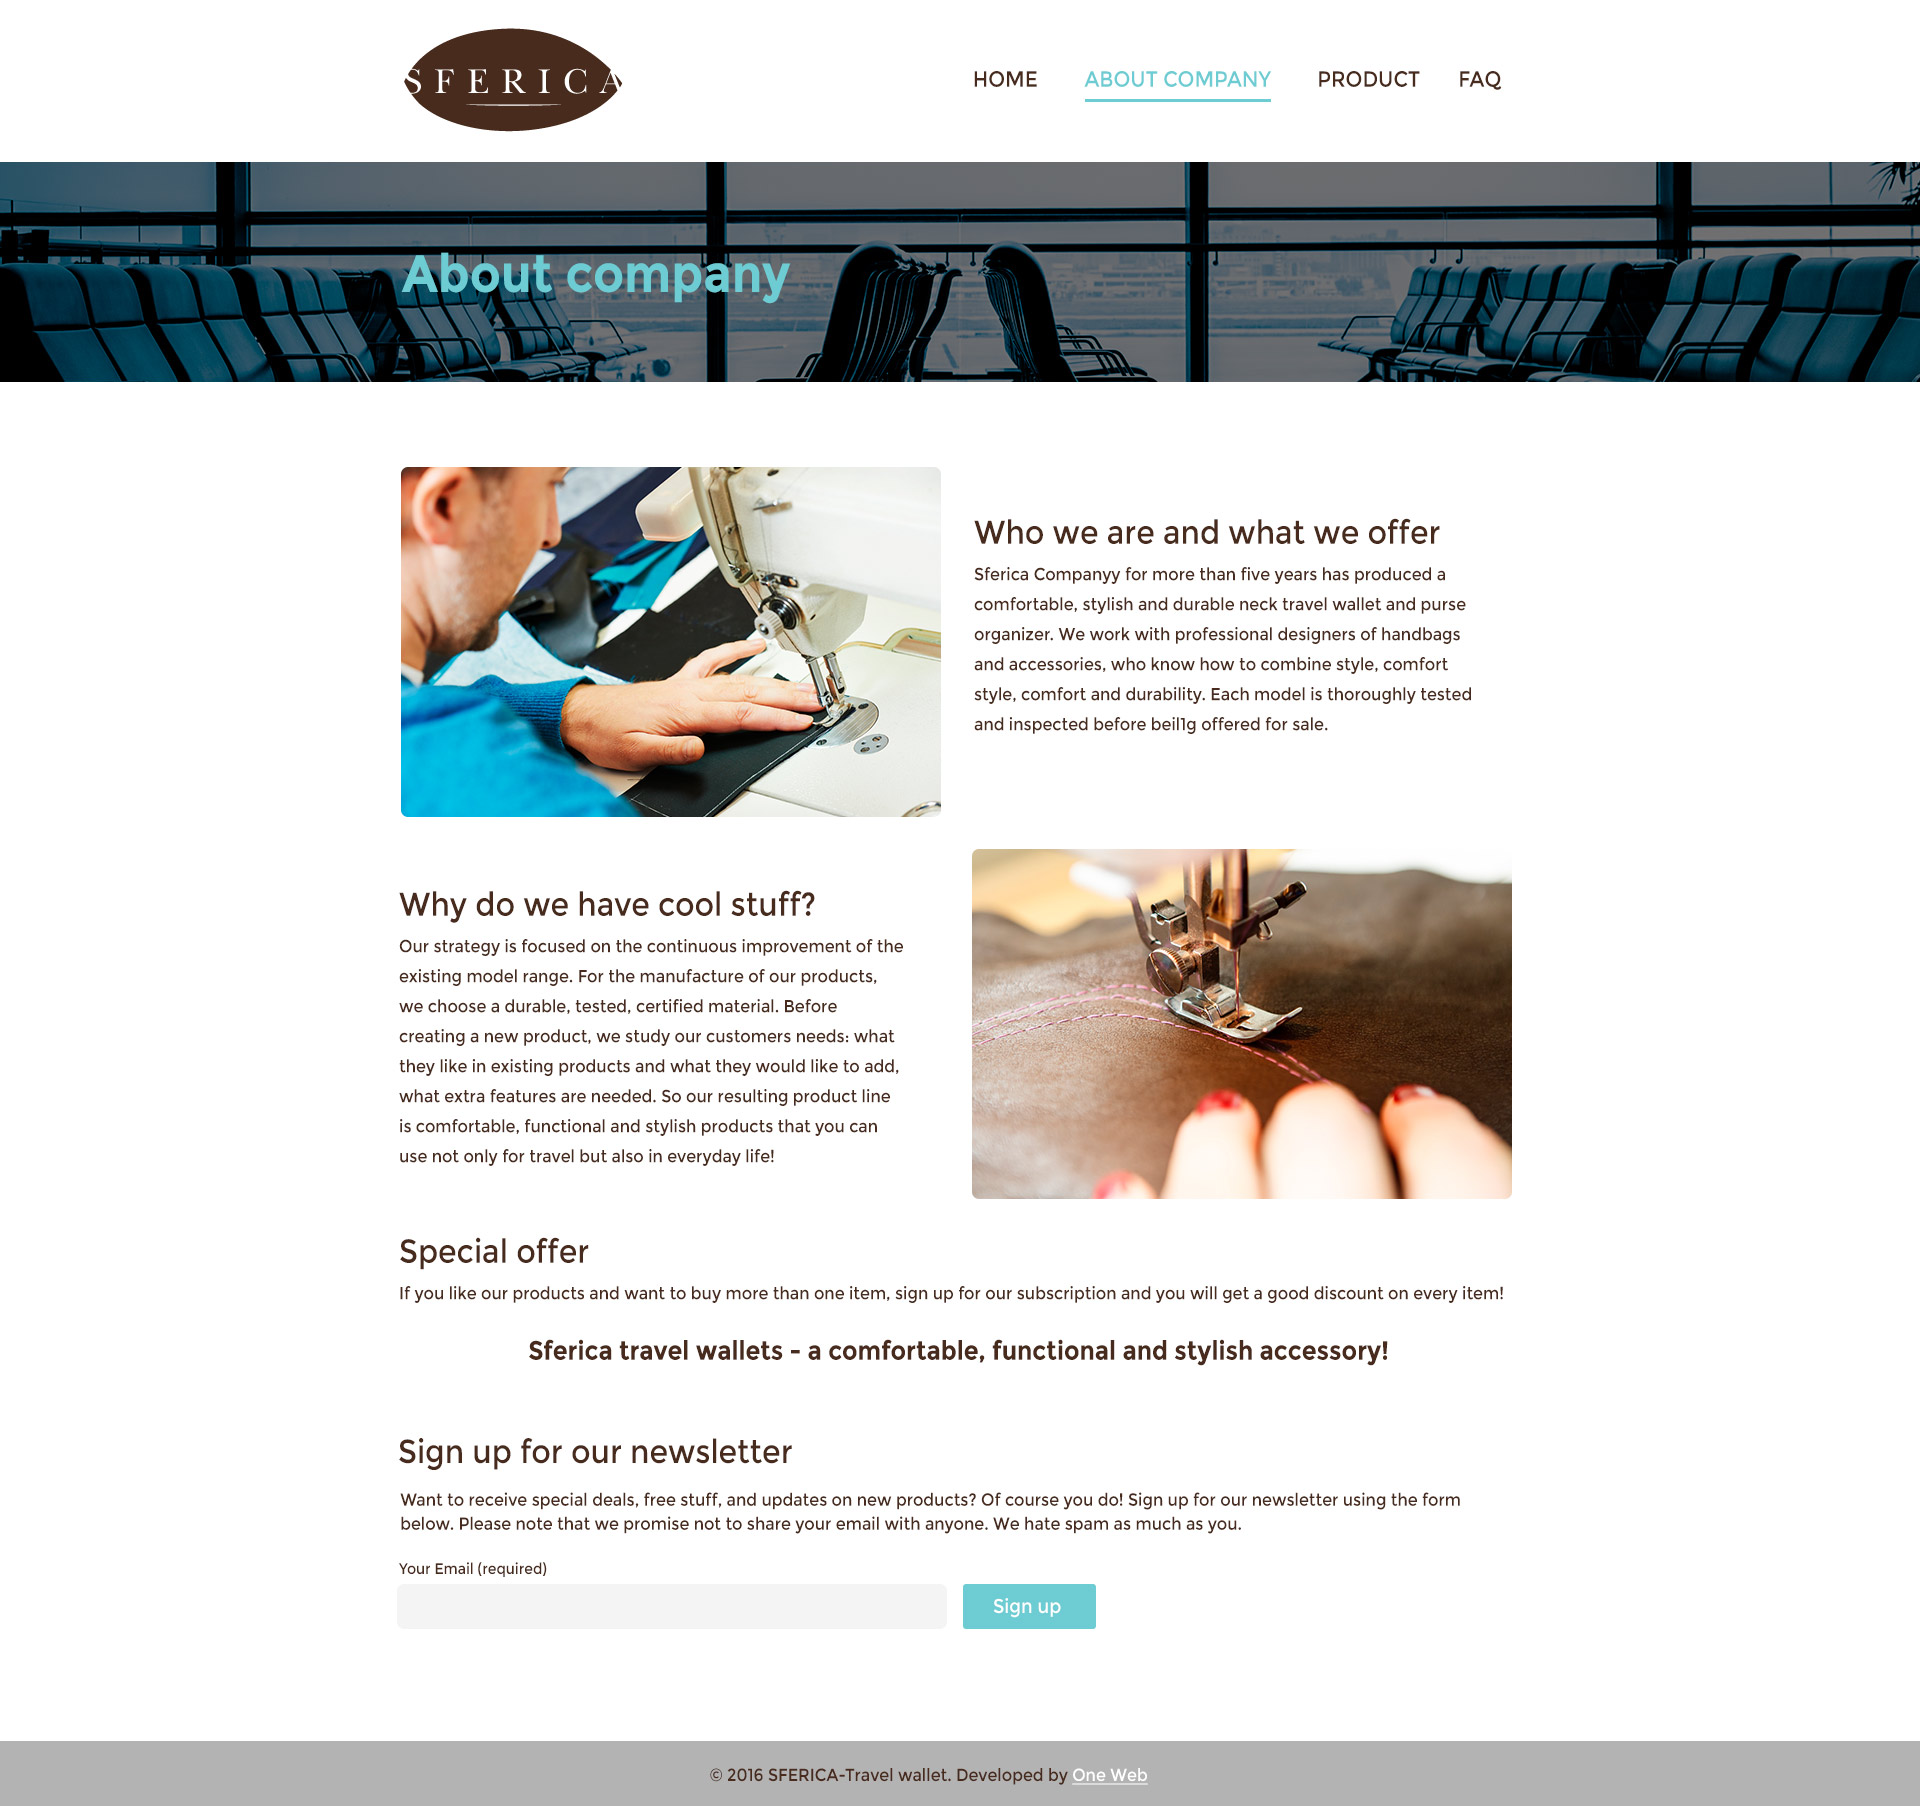 SFERICA
HOME ABOUT COMPANY PRODUCT FAQ
About company
Who we are and what we offer
Sferica Companyy for more than five years has produced a
comfortable, stylish and durable neck travel wallet and purse
organizer. We work with professional designers of handbags
and accessories, who know how to combine style, comfort
style, comfort and durability. Each model is thoroughly tested
and inspected before beil1g offered for sale.
Why do we have cool stuff?
Our strategy is focused on the continuous improvement of the
existing model range. For the manufacture of our products,
we choose a durable, tested, certified material. Before
creating a new product, we study our customers needs: what
they like in existing products and what they would like to add,
what extra features are needed. So our resulting product line
is comfortable, functional and stylish products that you can
use not only for travel but also in everyday life!
Special offer
If you like our products and want to buy more than one item, sign up for our subscription and you will get a good discount on every item!
Sferica travel wallets - a comfortable, functional and stylish accessory!
Sign up for our newsletter
Want to receive special deals, free stuff, and updates on new products? Of course you do! Sign up for our newsletter using the form
below. Please note that we promise not to share your email with anyone. We hate spam as much as you.
Your Email (required)
Sign up
© 2016 SFERICA-Travel wallet. Developed by One Web